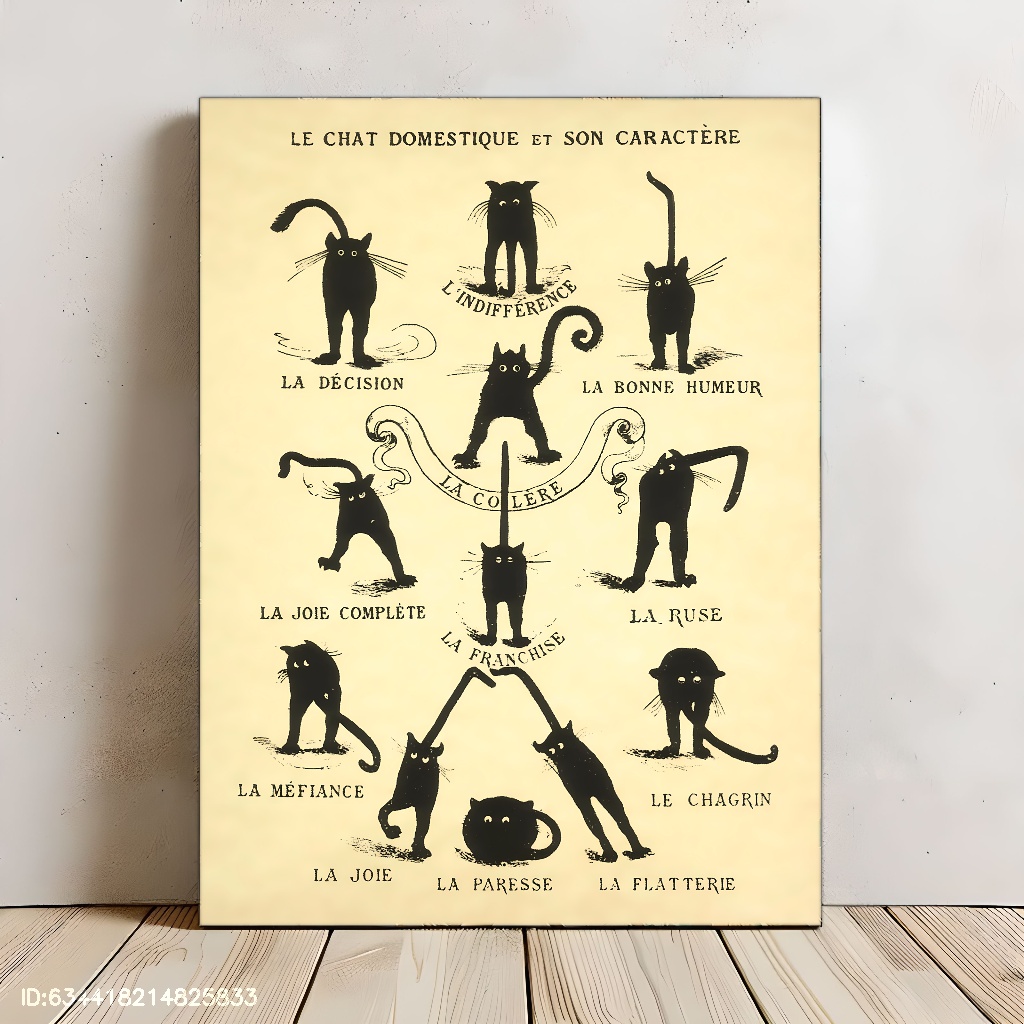 LE CHAT DOMESTIQUE ET SON CARACTÈRE
L'INDIFFÉRENCE
LA DÉCISION
LA BONNE HUMEUR
LA COLÈRE
LA JOIE COMPLÈTE
LA RUSE
LA FRANCHISE
LA MÉFIANCE
LE CHAGRIN
LA JOIE
LA PARESSE
LA FLATTERIE
ID:634418214825833